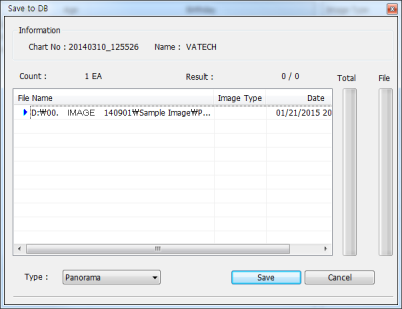 Save to DB
Information
Chart No : 20140310_125526 Name : VATECH
Count : 1 EA Result : 0 / 0 Total File
File Name Image Type Date
D:₩00. IMAGE 140901₩Sample Image₩P... 01/21/2015 20
Type : Panorama Save Cancel